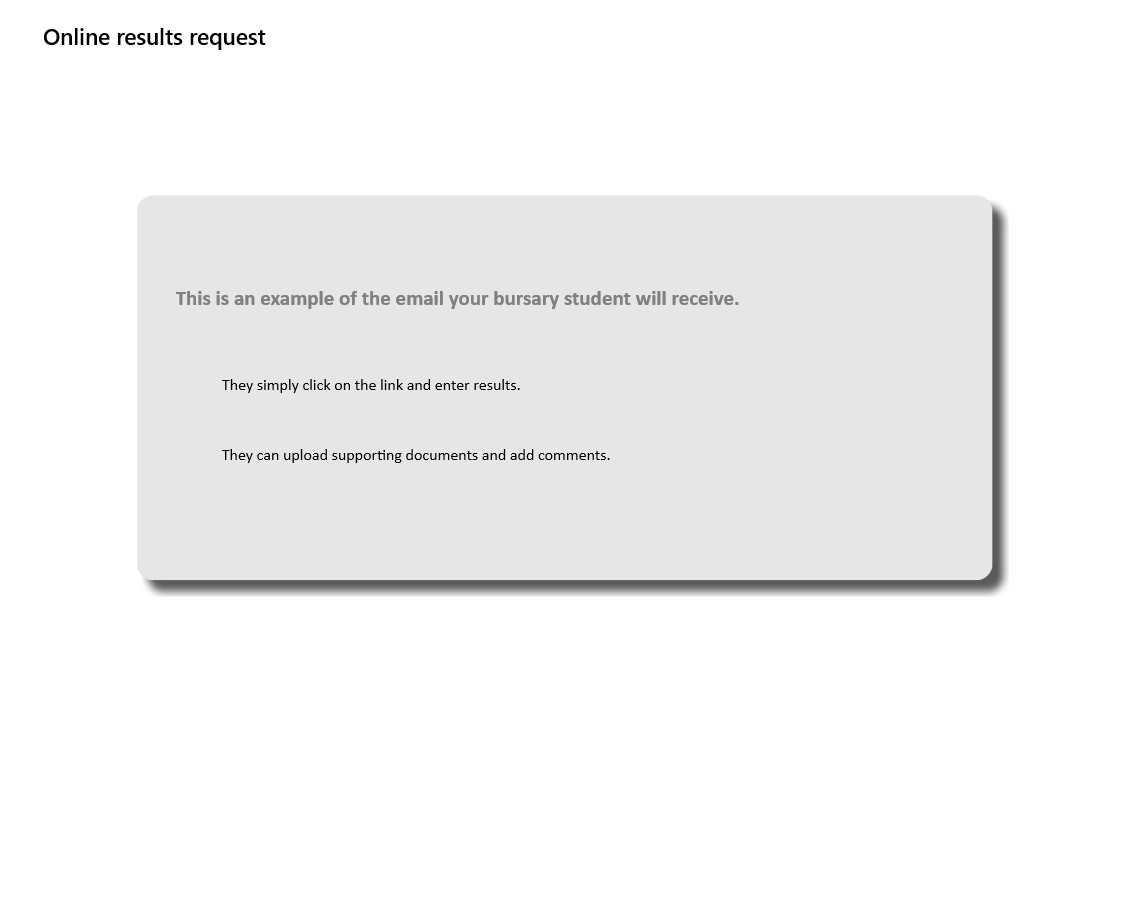 Online results request
This is an example of the email your bursary student will receive.
They simply click on the link and enter results.
They can upload supporting documents and add comments.